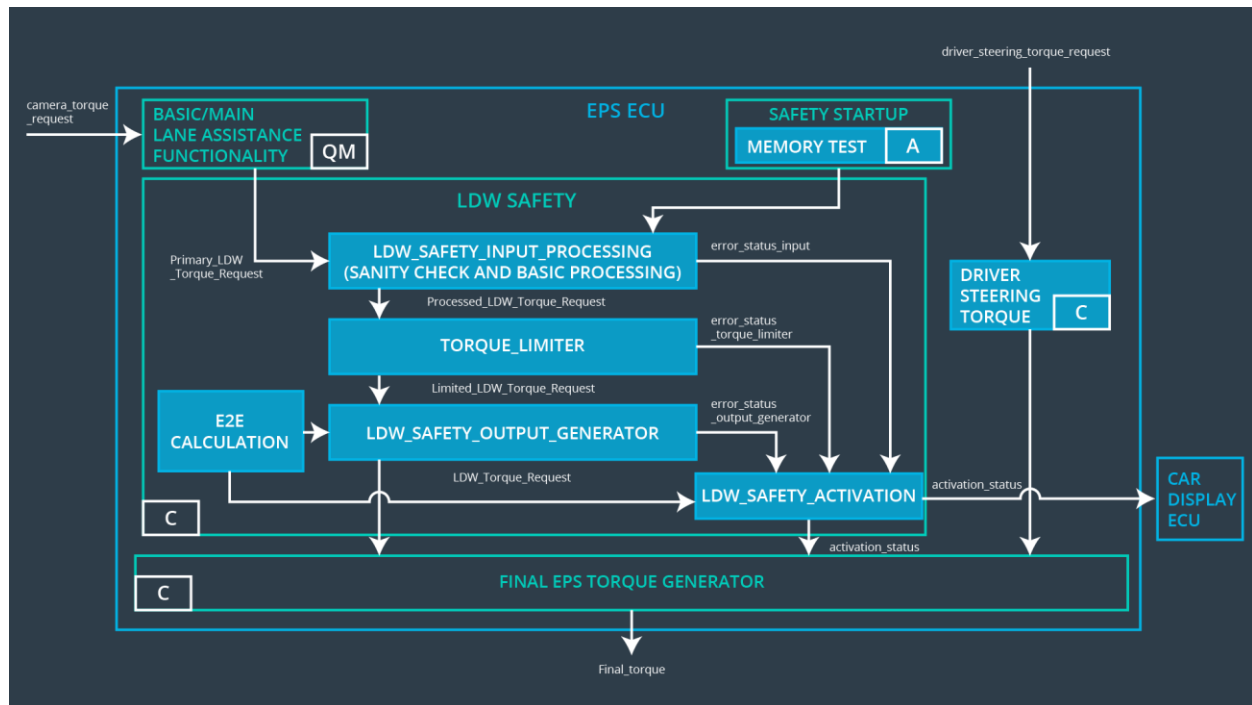 driver_steering_torque_request
camera_torque
_request
EPS ECU
BASIC/MAIN
LANE ASSISTANCE
FUNCTIONALITY
QM
SAFETY STARTUP
MEMORY TEST
A
LDW SAFETY
Primary_LDW
_Torque_Request
LDW_SAFETY_INPUT_PROCESSING
(SANITY CHECK AND BASIC PROCESSING)
error_status_input
DRIVER
STEERING
TORQUE
C
Processed_LDW_Torque_Request
TORQUE_LIMITER
error_status
_torque_limiter
Limited_LDW_Torque_Request
E2E
CALCULATION
LDW_SAFETY_OUTPUT_GENERATOR
error_status
_output_generator
LDW_Torque_Request
LDW_SAFETY_ACTIVATION
activation_status
CAR
DISPLAY
ECU
C
activation_status
FINAL EPS TORQUE GENERATOR
C
Final_torque